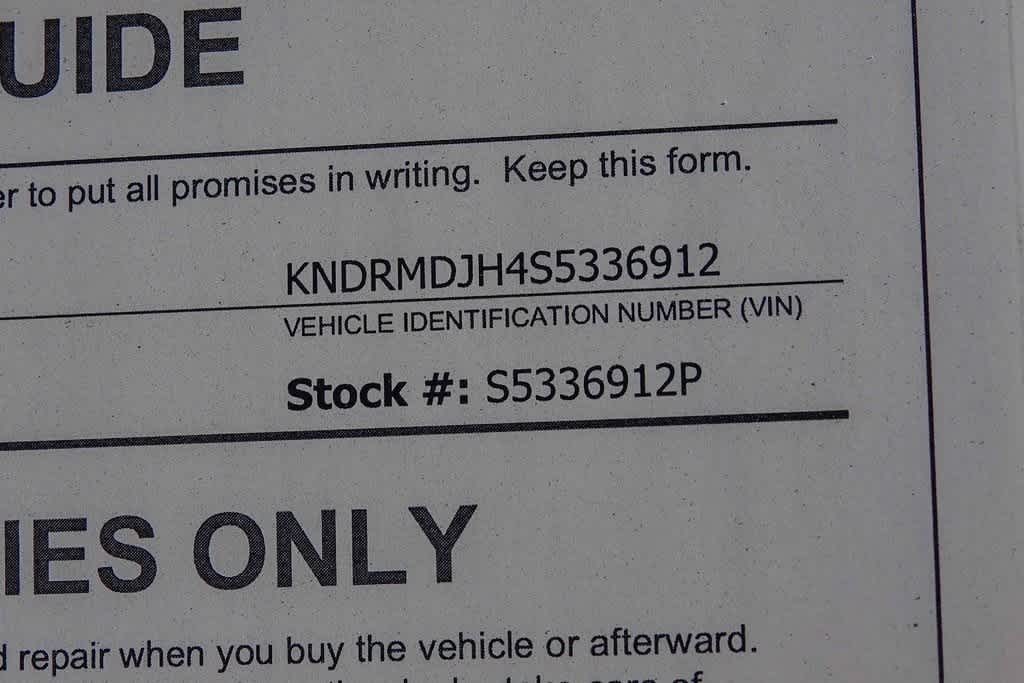 UIDE
er to put all promises in writing. Keep this form.
KNDRMDJH4S5336912
VEHICLE IDENTIFICATION NUMBER (VIN)
Stock #: S5336912P
IES ONLY
d repair when you buy the vehicle or afterward.